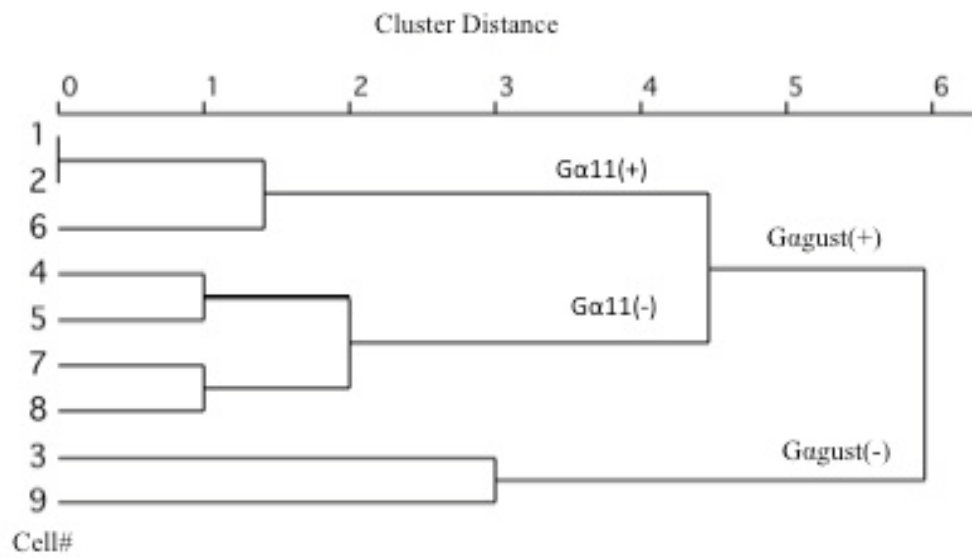 Cluster Distance
0 1 2 3 4 5 6
1
Gα11(+)
2
6
Gαgust(+)
4
Gα11(-)
5
7
8
Gαgust(-)
3
9
Cell#